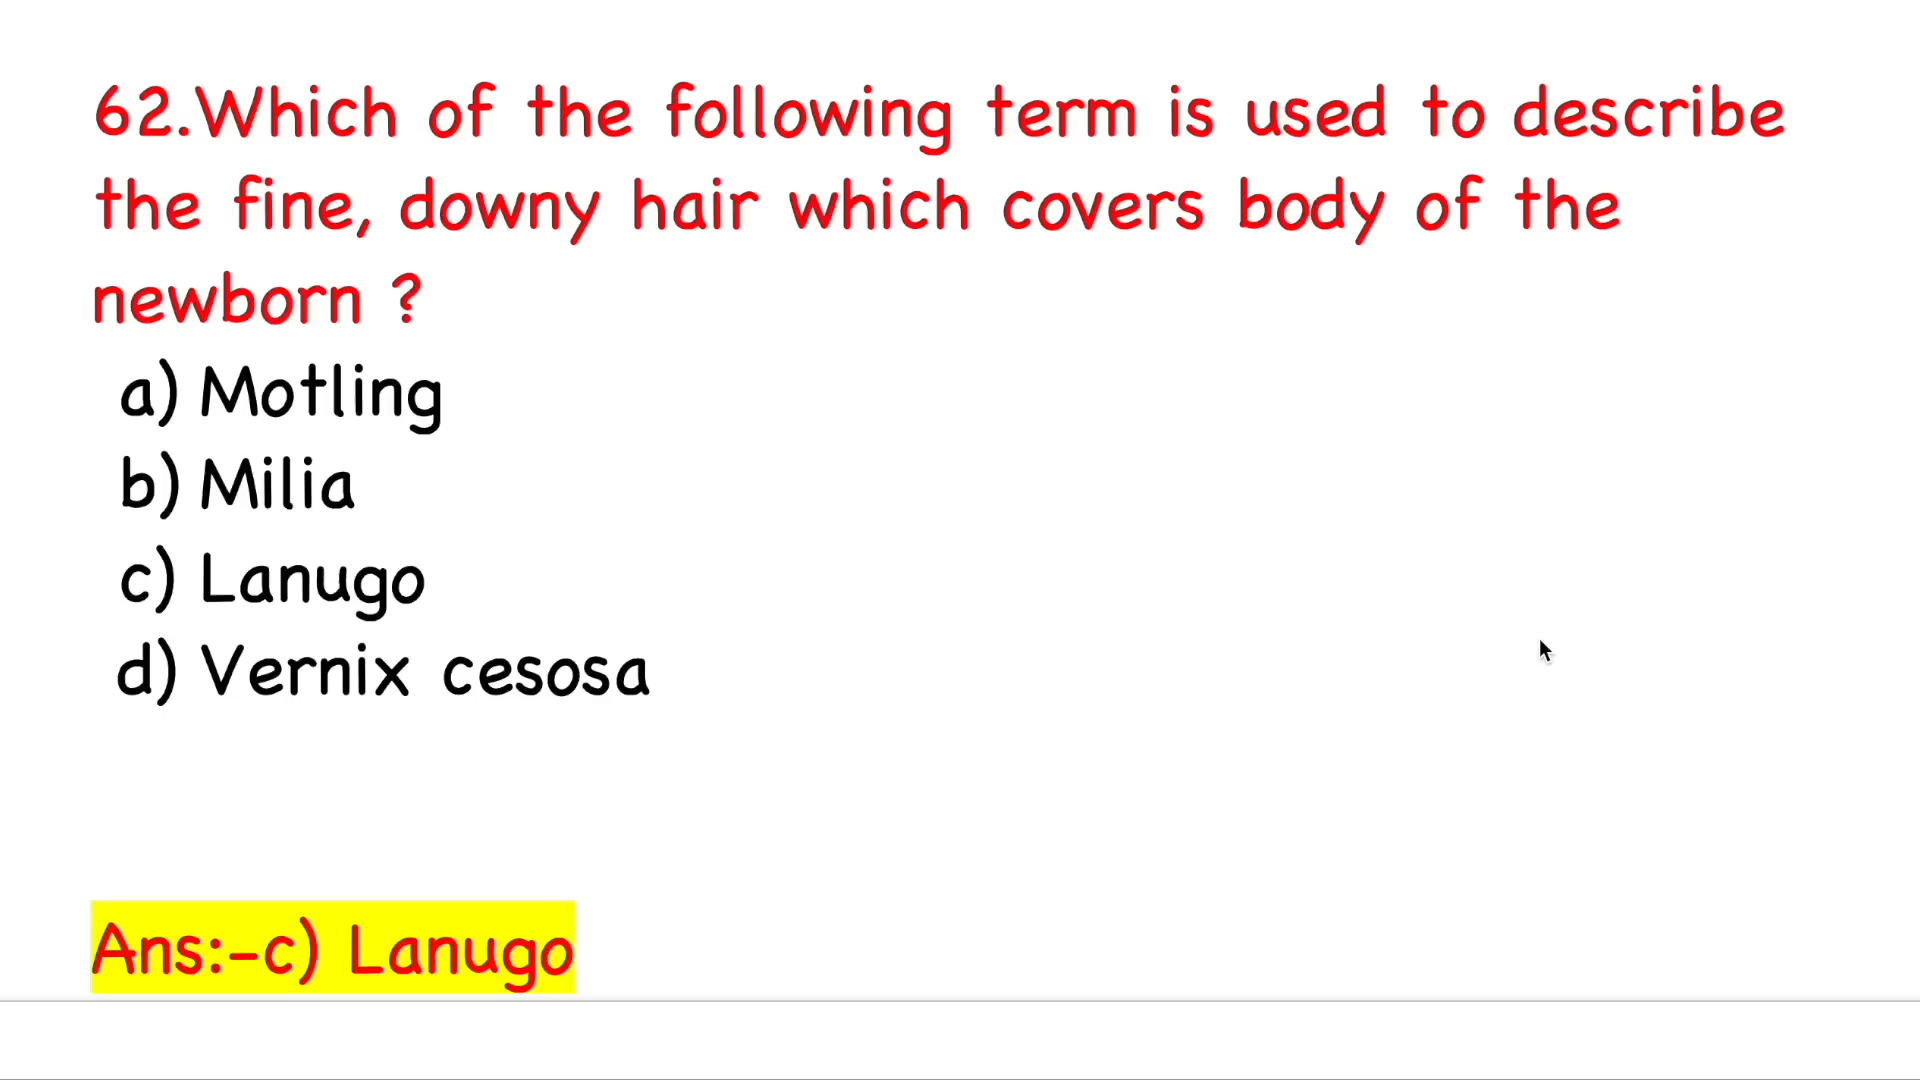 62.Which of the following term is used to describe
the fine, downy hair which covers body of the
newborn ?
a) Motling
b) Milia
c) Lanugo
d) Vernix cesosa
Ans:-c) Lanugo